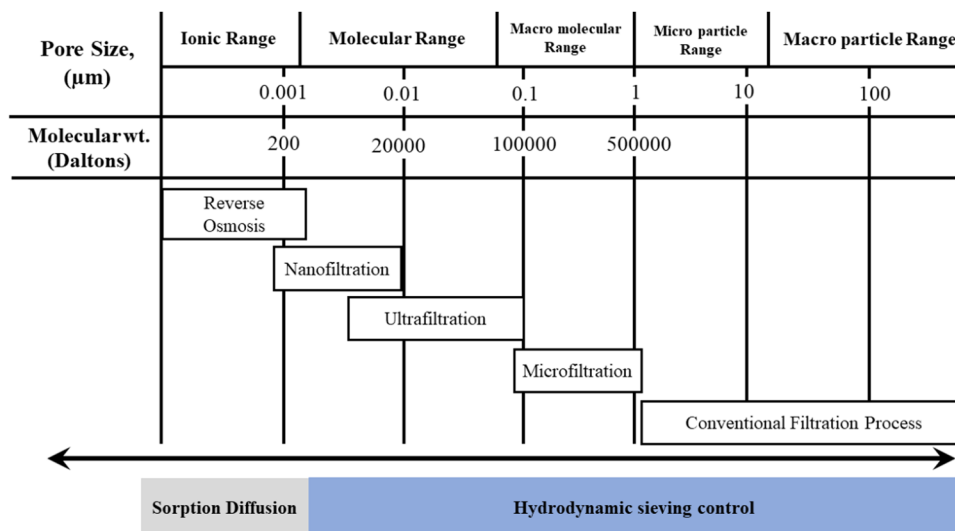 Pore Size,
(µm)
Ionic Range
Molecular Range
Macro molecular
Range
Micro particle
Range
Macro particle Range
0.001
0.01
0.1
1
10
100
Molecular wt.
(Daltons)
200
20000
100000
500000
Reverse
Osmosis
Nanofiltration
Ultrafiltration
Microfiltration
Conventional Filtration Process
Sorption Diffusion
Hydrodynamic sieving control